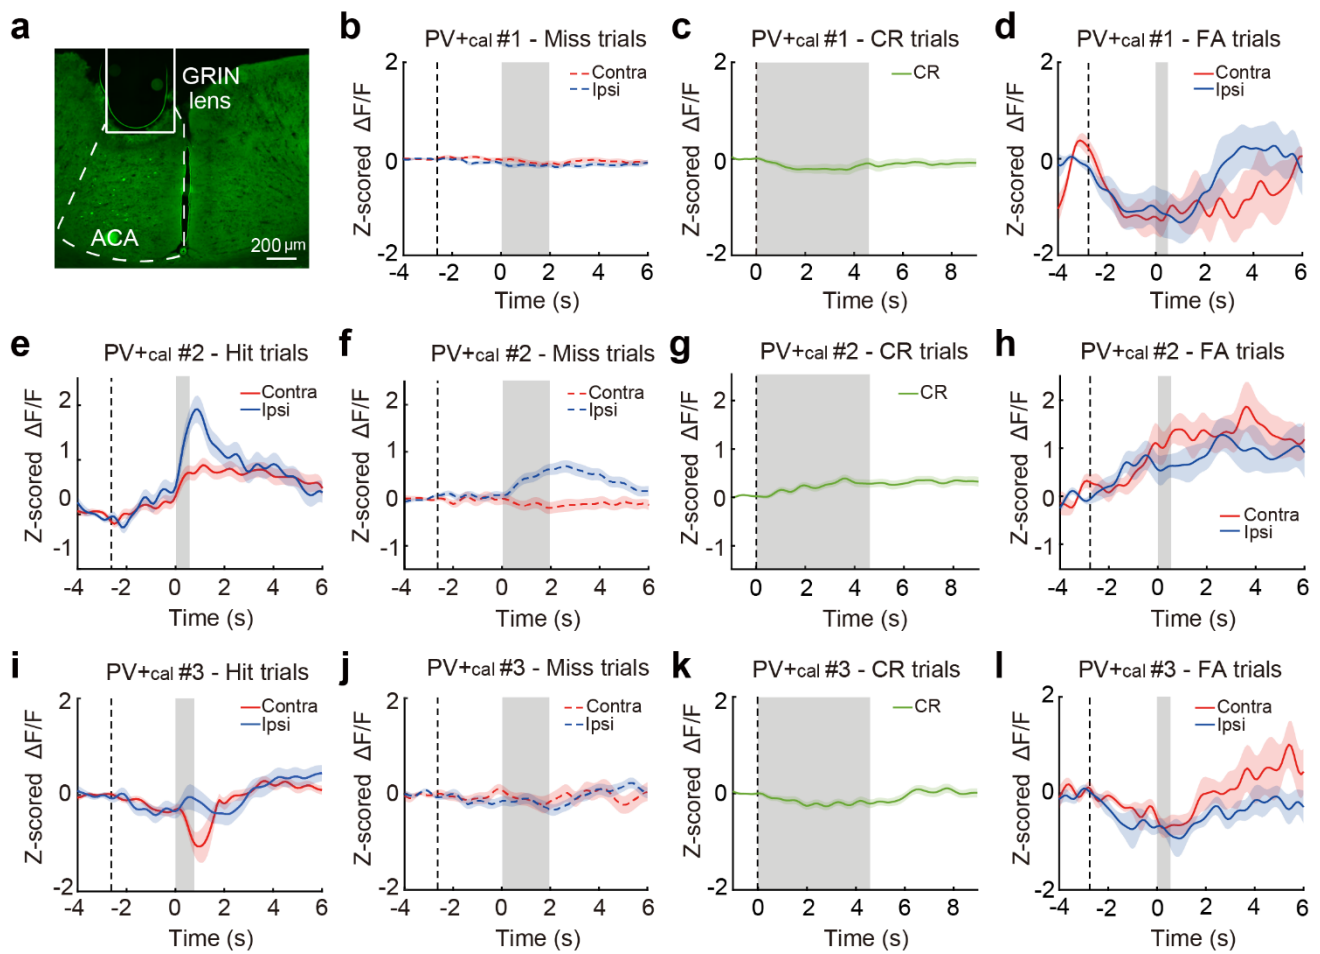 a
GRIN
lens
ACA
200 μm
b
PV+cal #1 - Miss trials
Z-scored ΔF/F
2
0
-2
Contra
Ipsi
-4 -2 0 2 4 6
Time (s)
c
PV+cal #1 - CR trials
Z-scored ΔF/F
2
0
-2
CR
0 2 4 6 8
Time (s)
d
PV+cal #1 - FA trials
Z-scored ΔF/F
2
0
-2
Contra
Ipsi
-4 -2 0 2 4 6
Time (s)
e
PV+cal #2 - Hit trials
Z-scored ΔF/F
2
1
0
-1
Contra
Ipsi
-4 -2 0 2 4 6
Time (s)
f
PV+cal #2 - Miss trials
Z-scored ΔF/F
2
1
0
-1
Contra
Ipsi
-4 -2 0 2 4 6
Time (s)
g
PV+cal #2 - CR trials
Z-scored ΔF/F
2
1
0
-1
CR
0 2 4 6 8
Time (s)
h
PV+cal #2 - FA trials
Z-scored ΔF/F
2
1
0
-1
Contra
Ipsi
-4 -2 0 2 4 6
Time (s)
i
PV+cal #3 - Hit trials
Z-scored ΔF/F
2
0
-2
Contra
Ipsi
-4 -2 0 2 4 6
Time (s)
j
PV+cal #3 - Miss trials
Z-scored ΔF/F
2
0
-2
Contra
Ipsi
-4 -2 0 2 4 6
Time (s)
k
PV+cal #3 - CR trials
Z-scored ΔF/F
2
0
-2
CR
0 2 4 6 8
Time (s)
l
PV+cal #3 - FA trials
Z-scored ΔF/F
2
0
-2
Contra
Ipsi
-4 -2 0 2 4 6
Time (s)